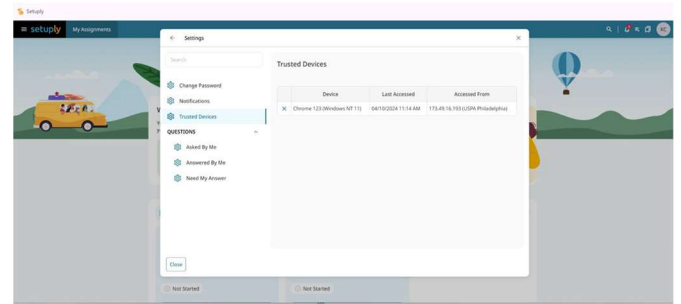 Setuply
setuply My Assignments
KC
Settings
Search
Trusted Devices
Change Password
Notifications
Trusted Devices
QUESTIONS
Asked By Me
Answered By Me
Need My Answer
Device Last Accessed Accessed From
Chrome 123 (Windows NT 11) 04/10/2024 11:14 AM 173.49.16.193 (USPA Philadelphia)
Close
Not Started Not Started